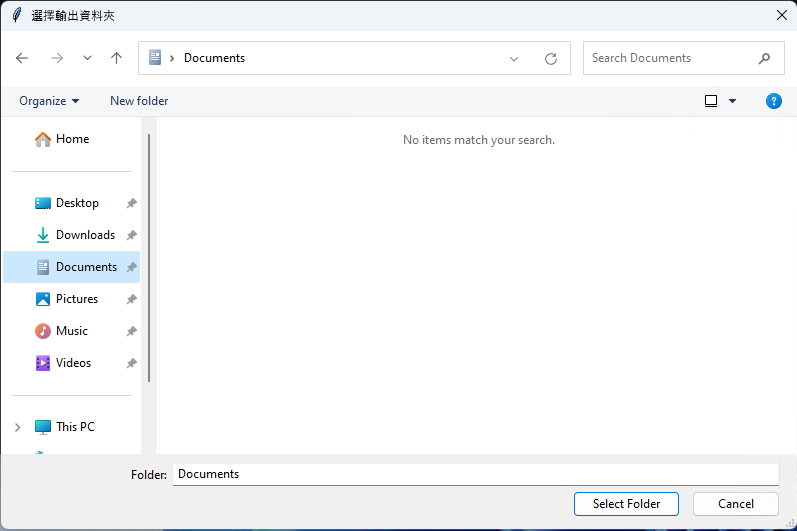 選擇輸出資料夾
Documents
Search Documents
Organize
New folder
Home
Desktop
Downloads
Documents
Pictures
Music
Videos
This PC
No items match your search.
Folder: Documents
Select Folder
Cancel